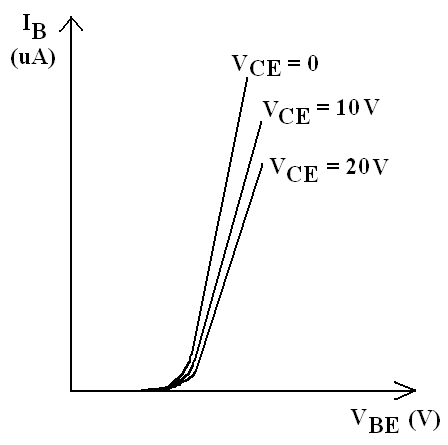 I_B
(uA)
V_CE = 0
V_CE = 10 V
V_CE = 20 V
V_BE (V)